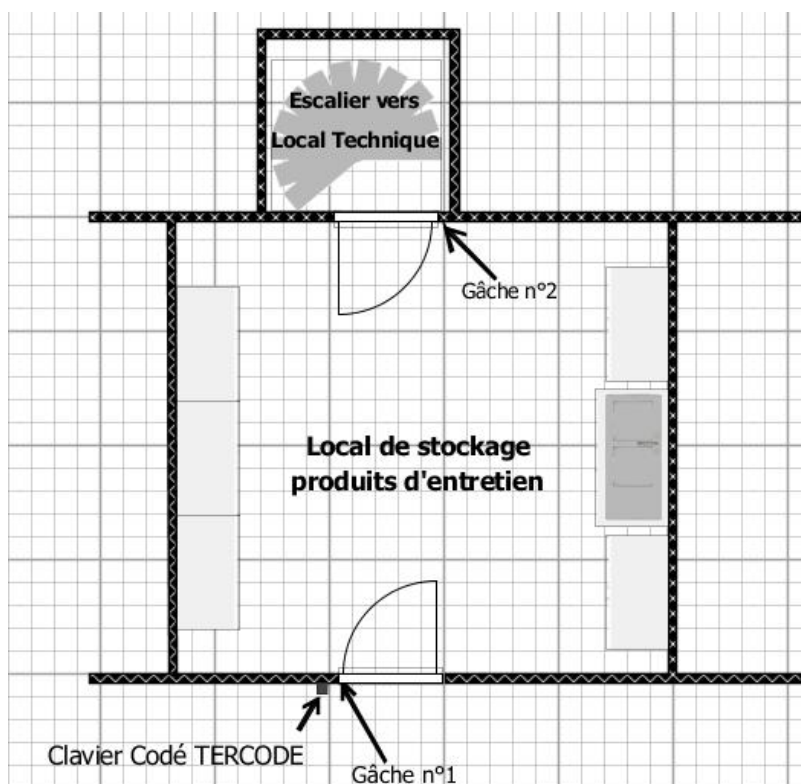 Escalier vers
Local Technique
Gâche n°2
Local de stockage
produits d'entretien
Clavier Codé TERCODE
Gâche n°1